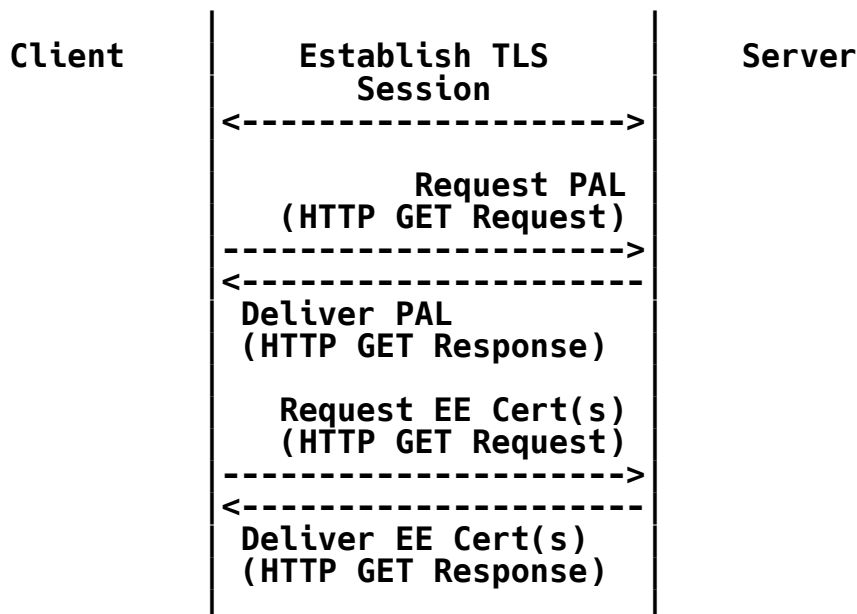 Client Establish TLS Server
Session
<--------------------->
Request PAL
(HTTP GET Request)
--------------------->
<---------------------
Deliver PAL
(HTTP GET Response)
Request EE Cert(s)
(HTTP GET Request)
--------------------->
<---------------------
Deliver EE Cert(s)
(HTTP GET Response)